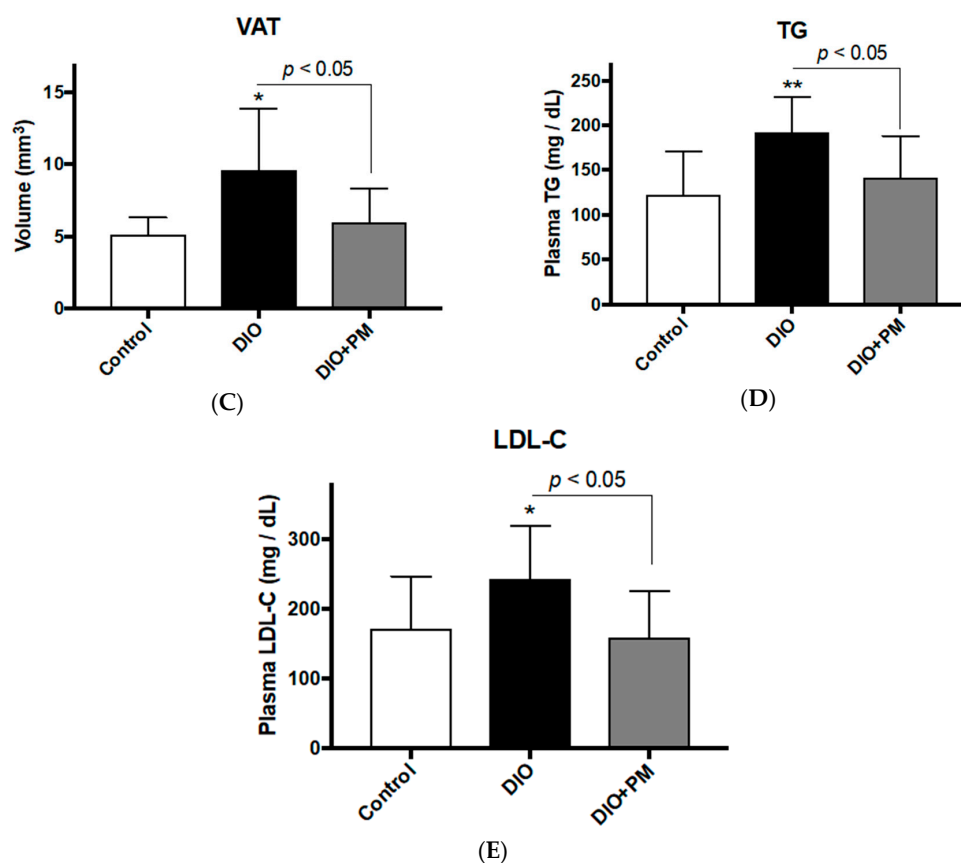 VAT
p < 0.05
*
Volume (mm³)
15
10
5
0
Control
DIO
DIO+PM
(C)
TG
p < 0.05
**
Plasma TG (mg / dL)
250
200
150
100
50
0
Control
DIO
DIO+PM
(D)
LDL-C
p < 0.05
*
Plasma LDL-C (mg / dL)
300
200
100
0
Control
DIO
DIO+PM
(E)